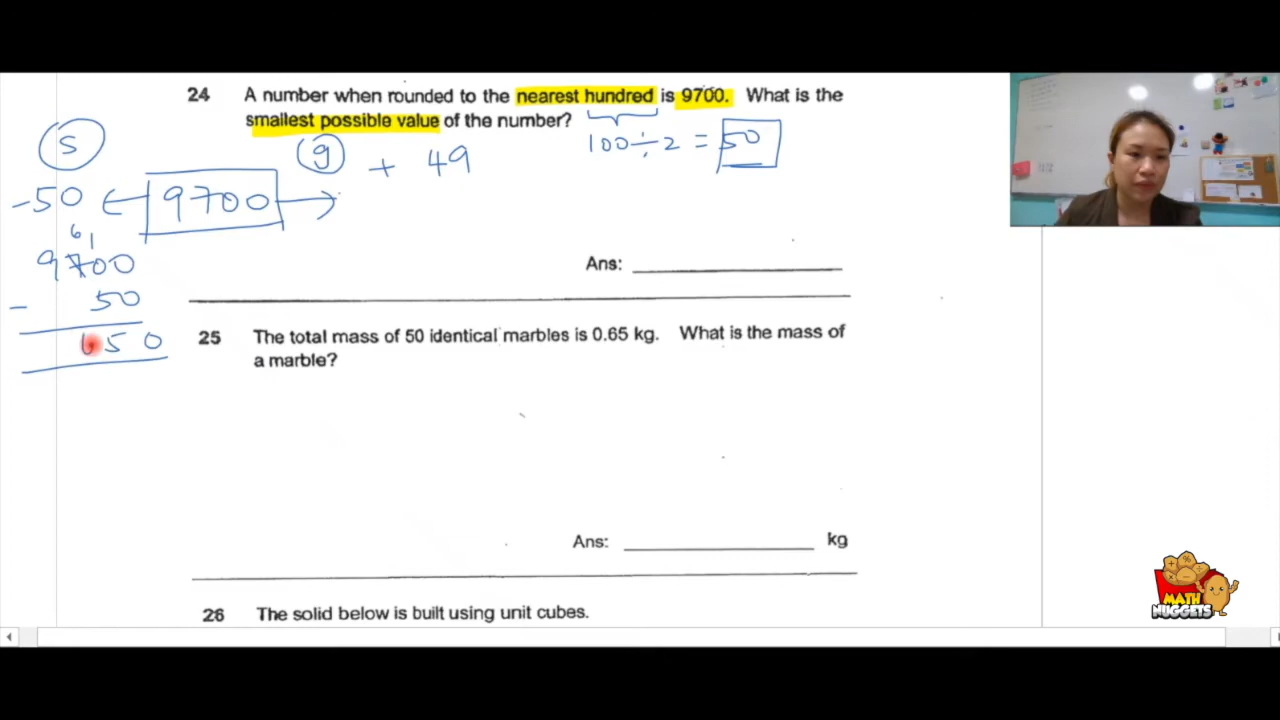 24 A number when rounded to the nearest hundred is 9700. What is the
smallest possible value of the number?
100 ÷ 2 = 50
S
g + 49
-50 ← 9700 →
6 1
9700
- 50
650
Ans:
25 The total mass of 50 identical marbles is 0.65 kg. What is the mass of
a marble?
Ans: kg
26 The solid below is built using unit cubes.
MATH
NUGGETS